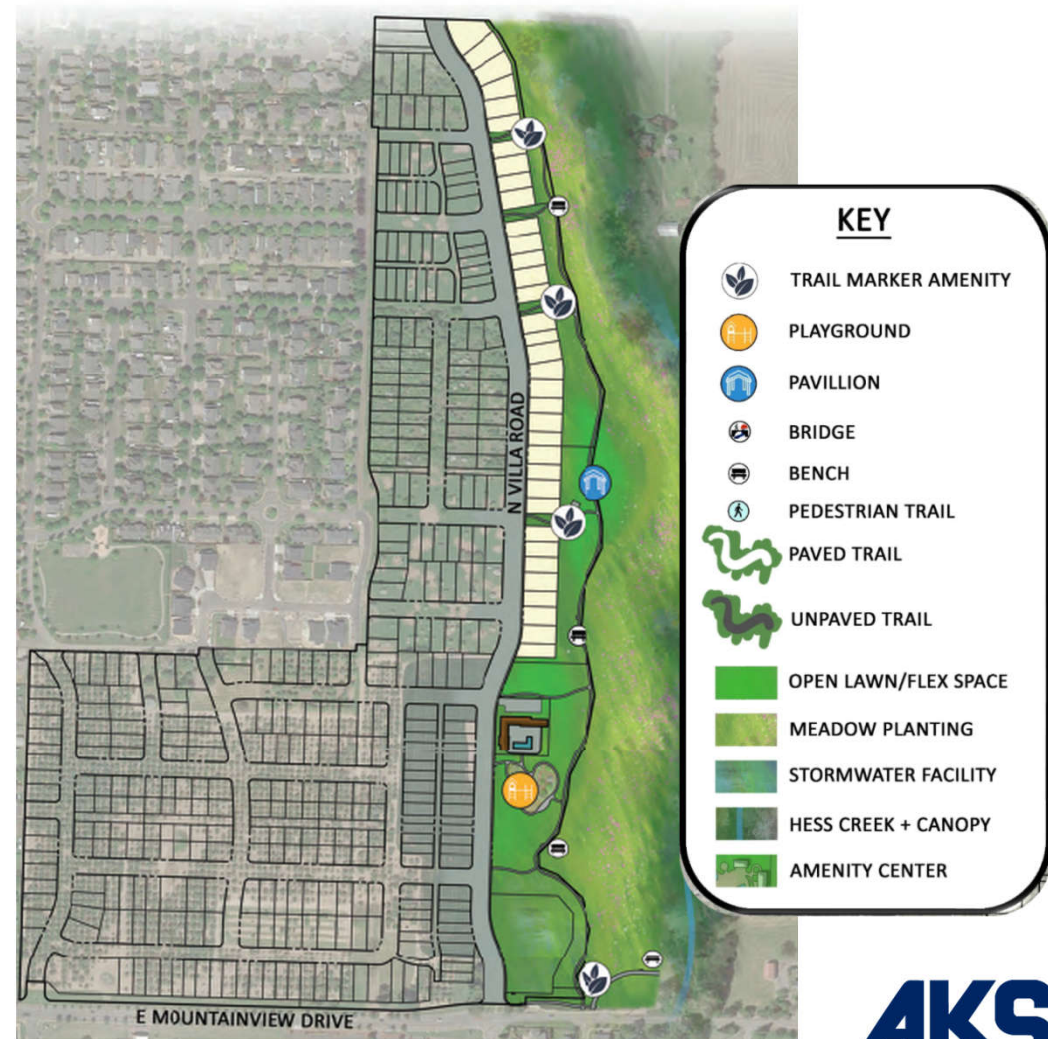 KEY
TRAIL MARKER AMENITY
PLAYGROUND
PAVILLION
BRIDGE
BENCH
PEDESTRIAN TRAIL
PAVED TRAIL
UNPAVED TRAIL
OPEN LAWN/FLEX SPACE
MEADOW PLANTING
STORMWATER FACILITY
HESS CREEK + CANOPY
AMENITY CENTER
N VILLA ROAD
E MOUNTAINVIEW DRIVE
AKS